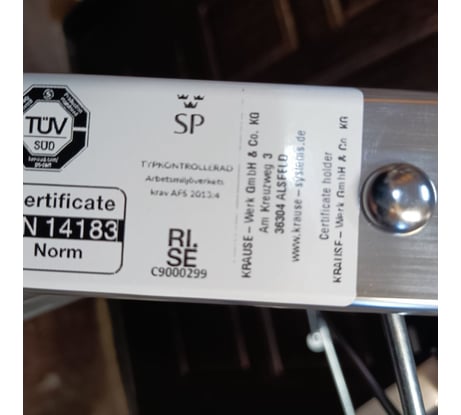 TÜV
SÜD
ertificate
N 14183
Norm
SP
TYPKONTROLLERAD
Arbetsmiljöverkets
krav AFS 2013:4
RI.
SE
C9000299
KRAUSE – Werk GmbH & Co. KG
Am Kreuzweg 3
36304 ALSFELD
www.krause-systems.de
Certificate holder
KRAUSE – Werk GmbH & Co. KG